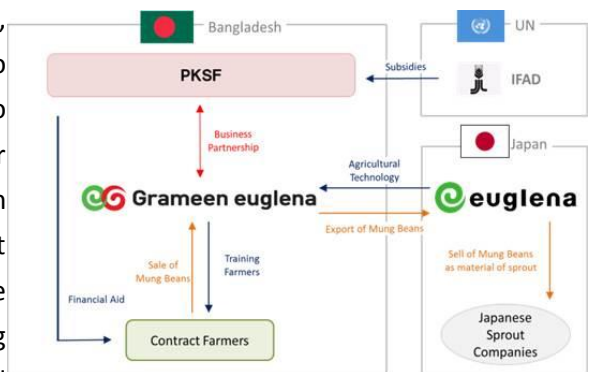 Bangladesh
UN
PKSF
Subsidies
IFAD
Business
Partnership
Japan
Agricultural
Technology
Grameen euglena
euglena
Export of Mung Beans
Sale of
Mung Beans
Training
Farmers
Sell of Mung Beans
as material of sprout
Financial Aid
Contract Farmers
Japanese
Sprout
Companies